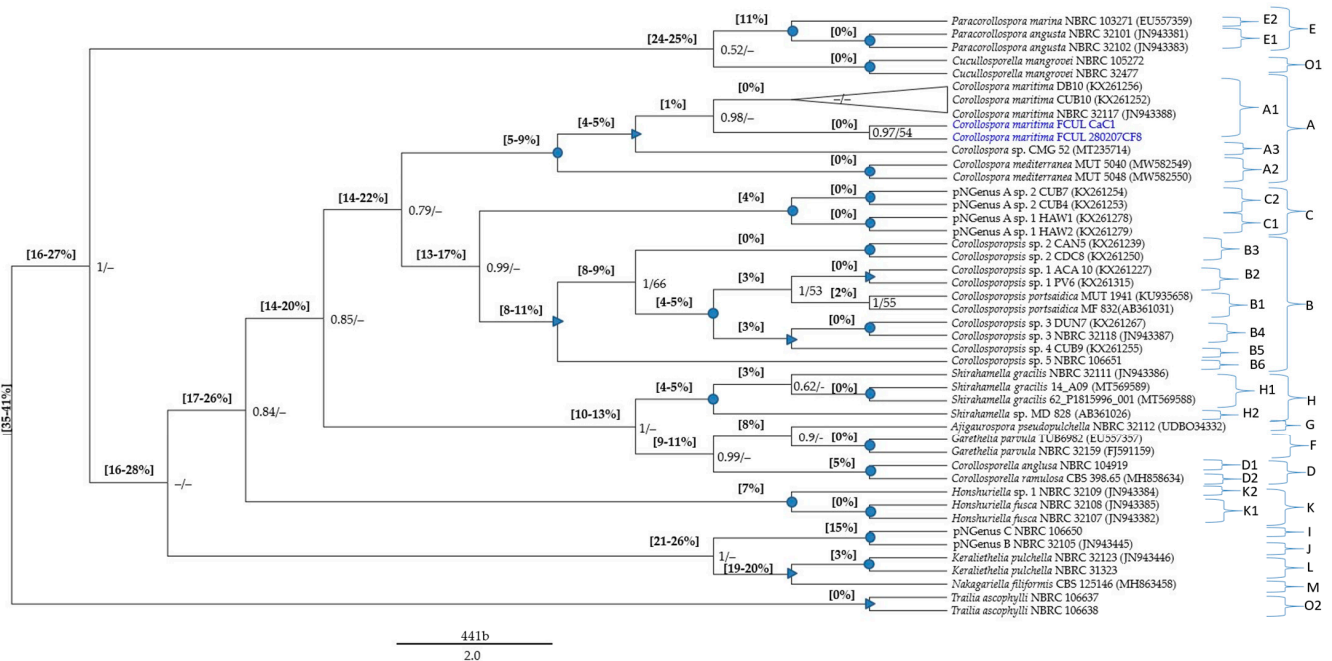 [11%]
Paracorollospora marina NBRC 103271 (EU557359)
E2
E
[24-25%]
[0%]
Paracorollospora angusta NBRC 32101 (JN943381)
E1
0.52/–
Paracorollospora angusta NBRC 32102 (JN943383)
[0%]
Cucullosporella mangrovei NBRC 105272
O1
Cucullosporella mangrovei NBRC 32477
[0%]
Corollospora maritima DB10 (KX261256)
–/–
Corollospora maritima CUB10 (KX261252)
[1%]
A1
Corollospora maritima NBRC 32117 (JN943388)
[4-5%]
0.98/–
[0%]
Corollospora maritima FCUL CaC1
A
0.97/54
Corollospora maritima FCUL 280207CF8
[5-9%]
Corollospora sp. CMG 52 (MT235714)
A3
[0%]
Corollospora mediterranea MUT 5040 (MW582549)
A2
Corollospora mediterranea MUT 5048 (MW582550)
[14-22%]
[4%]
[0%]
pNGenus A sp. 2 CUB7 (KX261254)
C2
0.79/–
pNGenus A sp. 2 CUB4 (KX261253)
C
[0%]
pNGenus A sp. 1 HAW1 (KX261278)
C1
pNGenus A sp. 1 HAW2 (KX261279)
[16-27%]
[13-17%]
[0%]
Corollosporopsis sp. 2 CAN5 (KX261239)
B3
1/–
0.99/–
Corollosporopsis sp. 2 CDC8 (KX261250)
[8-9%]
[3%]
[0%]
Corollosporopsis sp. 1 ACA 10 (KX261227)
B2
1/66
1/53
Corollosporopsis sp. 1 PV6 (KX261315)
[14-20%]
[8-11%]
[4-5%]
[2%]
Corollosporopsis portsaidica MUT 1941 (KU935658)
B1
B
1/55
Corollosporopsis portsaidica MF 832(AB361031)
0.85/–
[3%]
[0%]
Corollosporopsis sp. 3 DUN7 (KX261267)
B4
Corollosporopsis sp. 3 NBRC 32118 (JN943387)
Corollosporopsis sp. 4 CUB9 (KX261255)
B5
Corollosporopsis sp. 5 NBRC 106651
B6
[3%]
Shirahamella gracilis NBRC 32111 (JN943386)
[35-41%]
[17-26%]
[4-5%]
0.62/-
[0%]
Shirahamella gracilis 14_A09 (MT569589)
H1
H
Shirahamella gracilis 62_P1815996_001 (MT569588)
0.84/–
[10-13%]
Shirahamella sp. MD 828 (AB361026)
H2
1/–
[8%]
Ajigaurospora pseudopulchella NBRC 32112 (UDBO34332)
G
[9-11%]
0.9/-
[0%]
Garethelia parvula TUB6982 (EU557357)
F
0.99/–
Garethelia parvula NBRC 32159 (FJ591159)
[16-28%]
[5%]
Corollosporella anglusa NBRC 104919
D1
D
–/–
Corollosporella ramulosa CBS 398.65 (MH858634)
D2
[7%]
Honshuriella sp. 1 NBRC 32109 (JN943384)
K2
[0%]
Honshuriella fusca NBRC 32108 (JN943385)
K1
K
Honshuriella fusca NBRC 32107 (JN943382)
[15%]
pNGenus C NBRC 106650
I
[21-26%]
pNGenus B NBRC 32105 (JN943445)
J
1/–
[3%]
Keraliethelia pulchella NBRC 32123 (JN943446)
L
[19-20%]
Keraliethelia pulchella NBRC 31323
Nakagariella filiformis CBS 125146 (MH863458)
M
[0%]
Trailia ascophylli NBRC 106637
O2
Trailia ascophylli NBRC 106638
441b
2.0